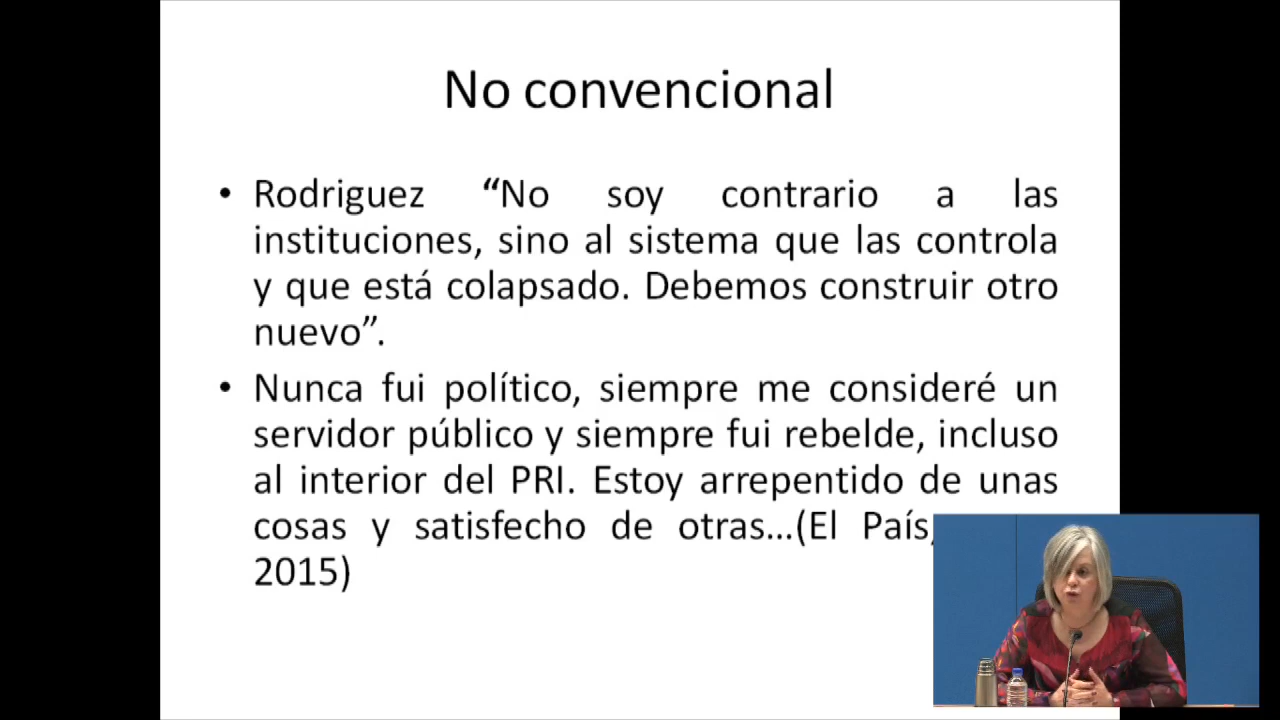 No convencional
• Rodriguez “No soy contrario a las
instituciones, sino al sistema que las controla
y que está colapsado. Debemos construir otro
nuevo”.
• Nunca fui político, siempre me consideré un
servidor público y siempre fui rebelde, incluso
al interior del PRI. Estoy arrepentido de unas
cosas y satisfecho de otras...(El País,
2015)